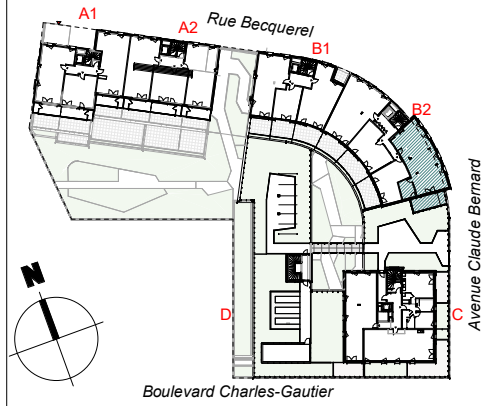 A1
Rue Becquerel
A2
B1
B2
Avenue Claude Bernard
N
D
C
Boulevard Charles-Gautier